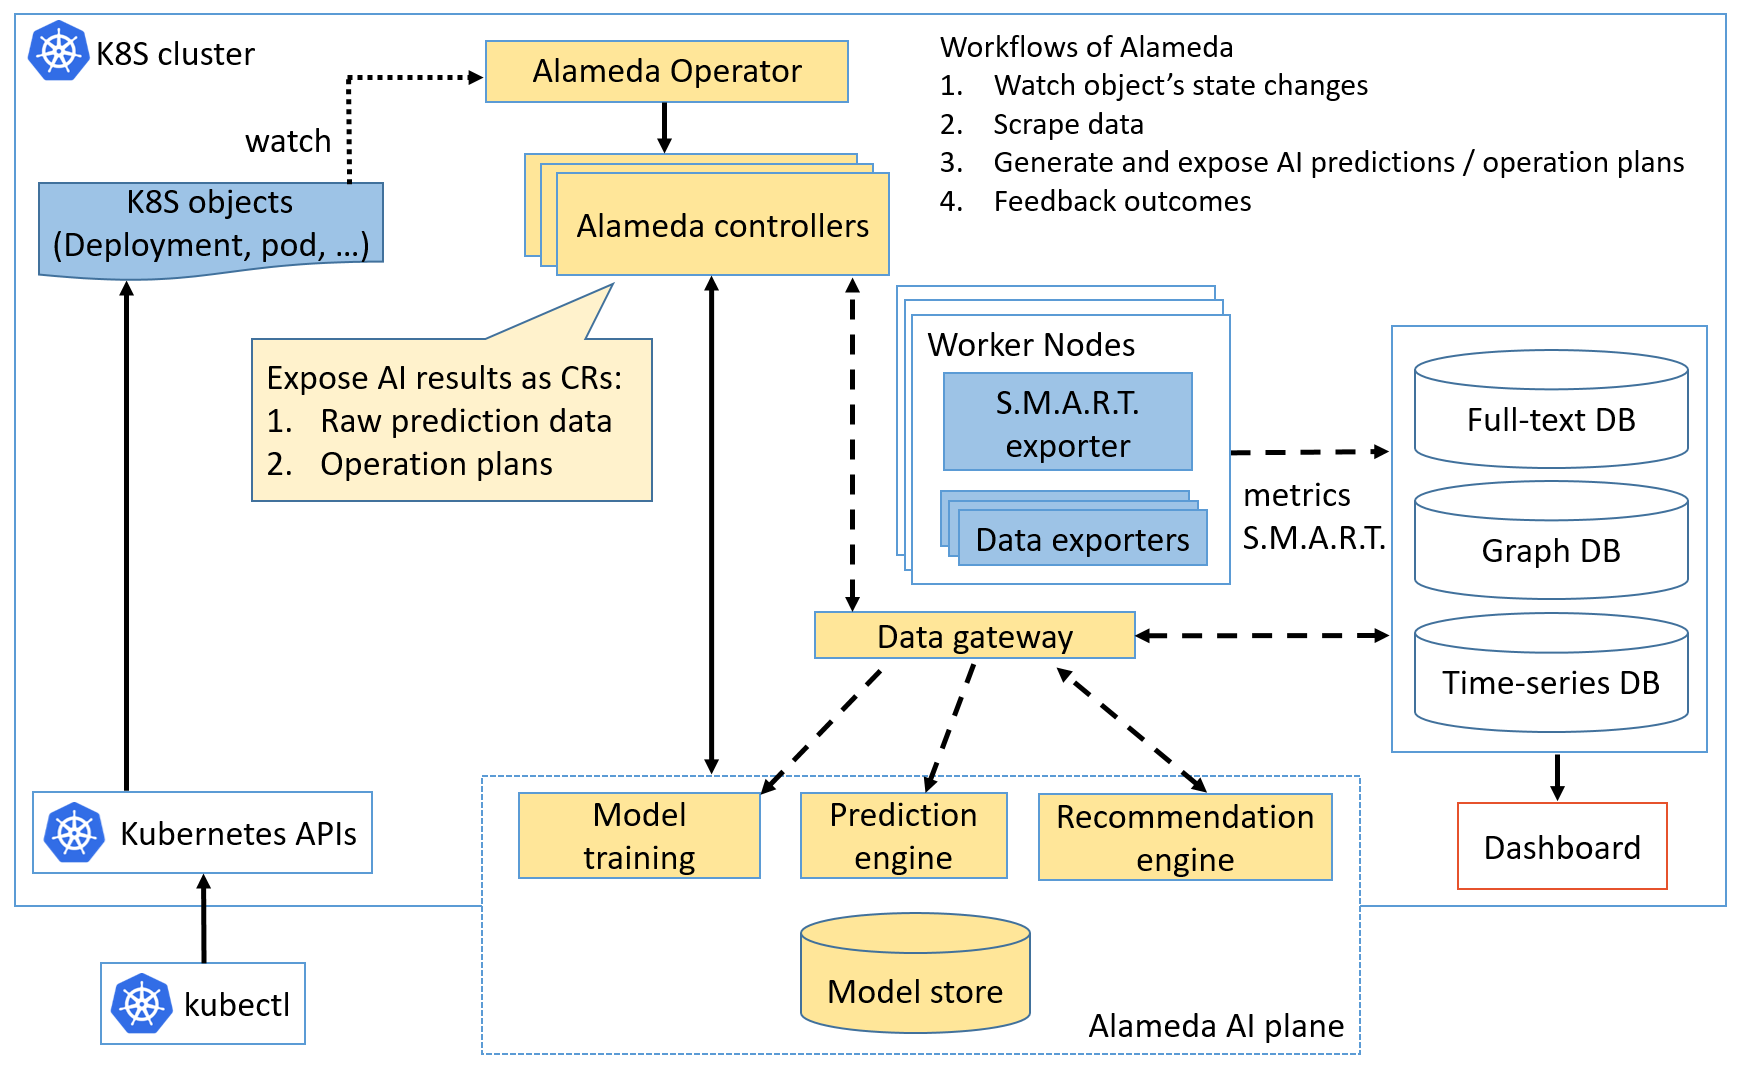 K8S cluster
Alameda Operator
Workflows of Alameda
1. Watch object’s state changes
2. Scrape data
3. Generate and expose AI predictions / operation plans
4. Feedback outcomes
watch
K8S objects
(Deployment, pod, …)
Alameda controllers
Expose AI results as CRs:
1. Raw prediction data
2. Operation plans
Worker Nodes
S.M.A.R.T.
exporter
Data exporters
metrics
S.M.A.R.T.
Full-text DB
Graph DB
Time-series DB
Data gateway
Kubernetes APIs
Model
training
Prediction
engine
Recommendation
engine
Dashboard
Model store
kubectl
Alameda AI plane